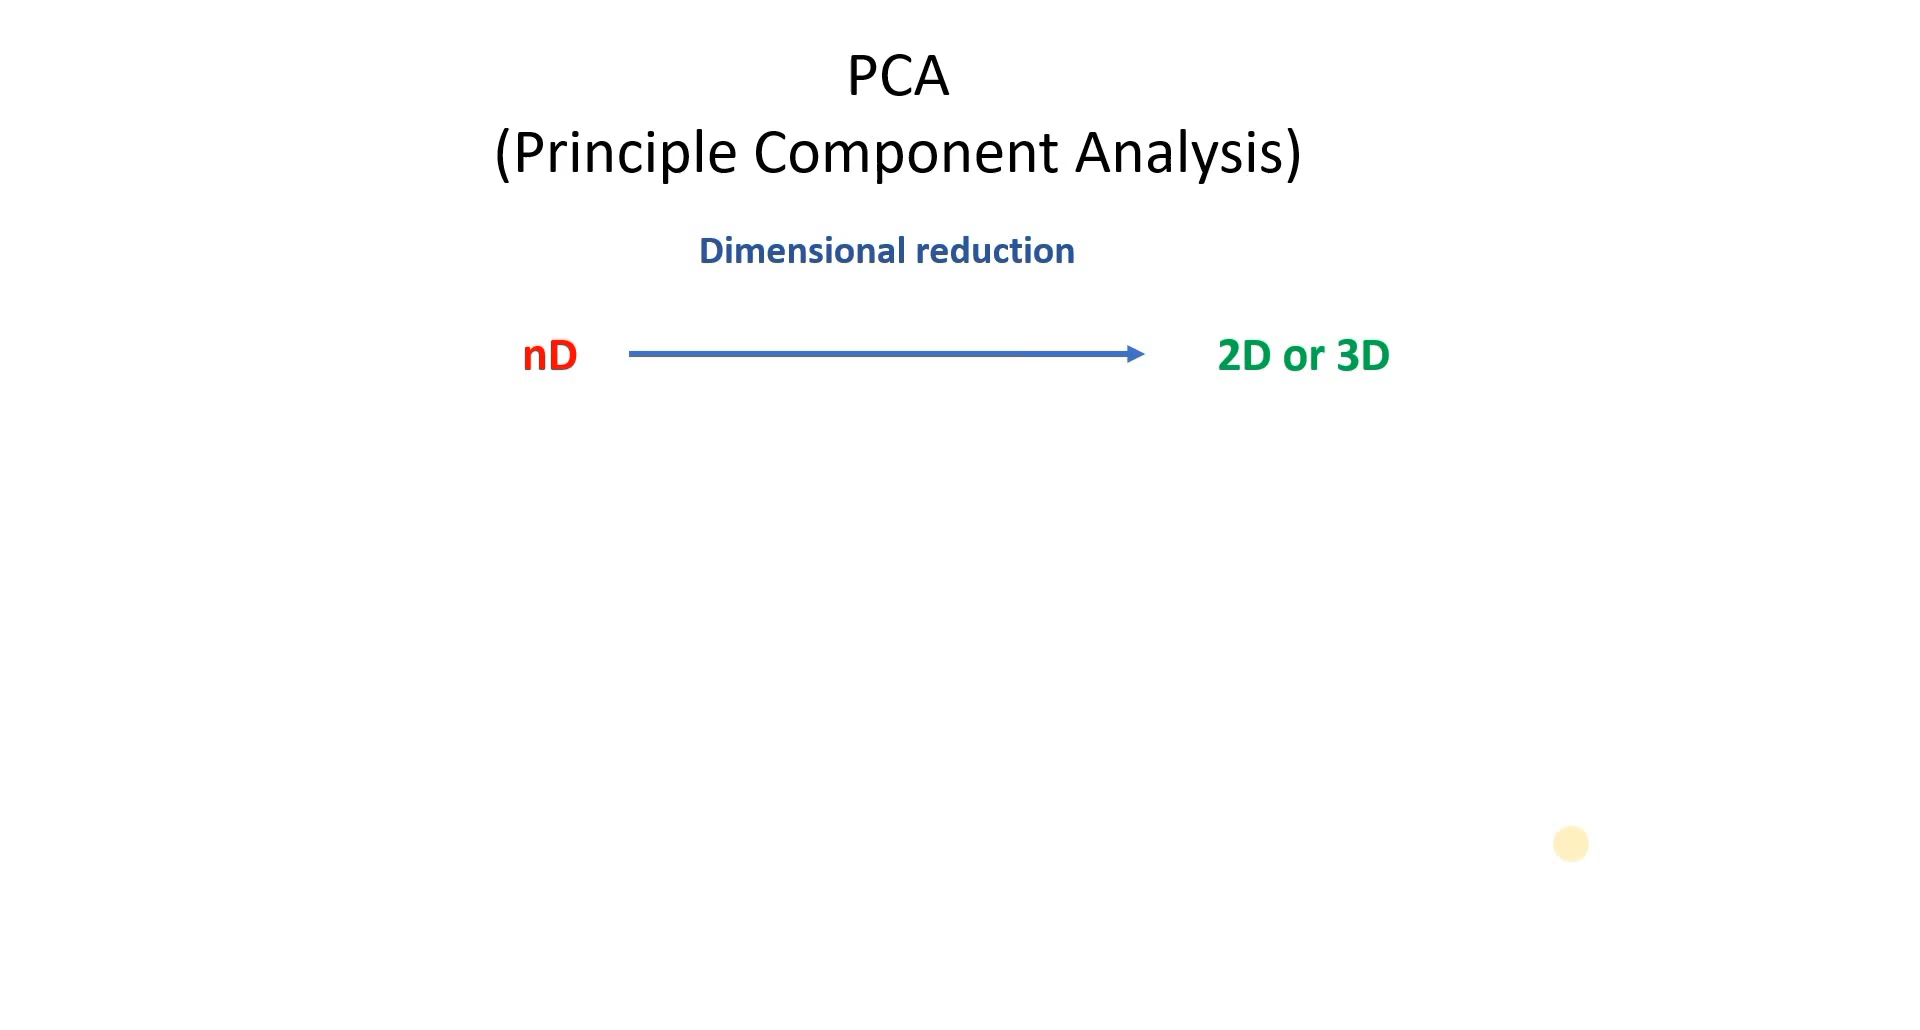 PCA
(Principle Component Analysis)
Dimensional reduction
nD 2D or 3D